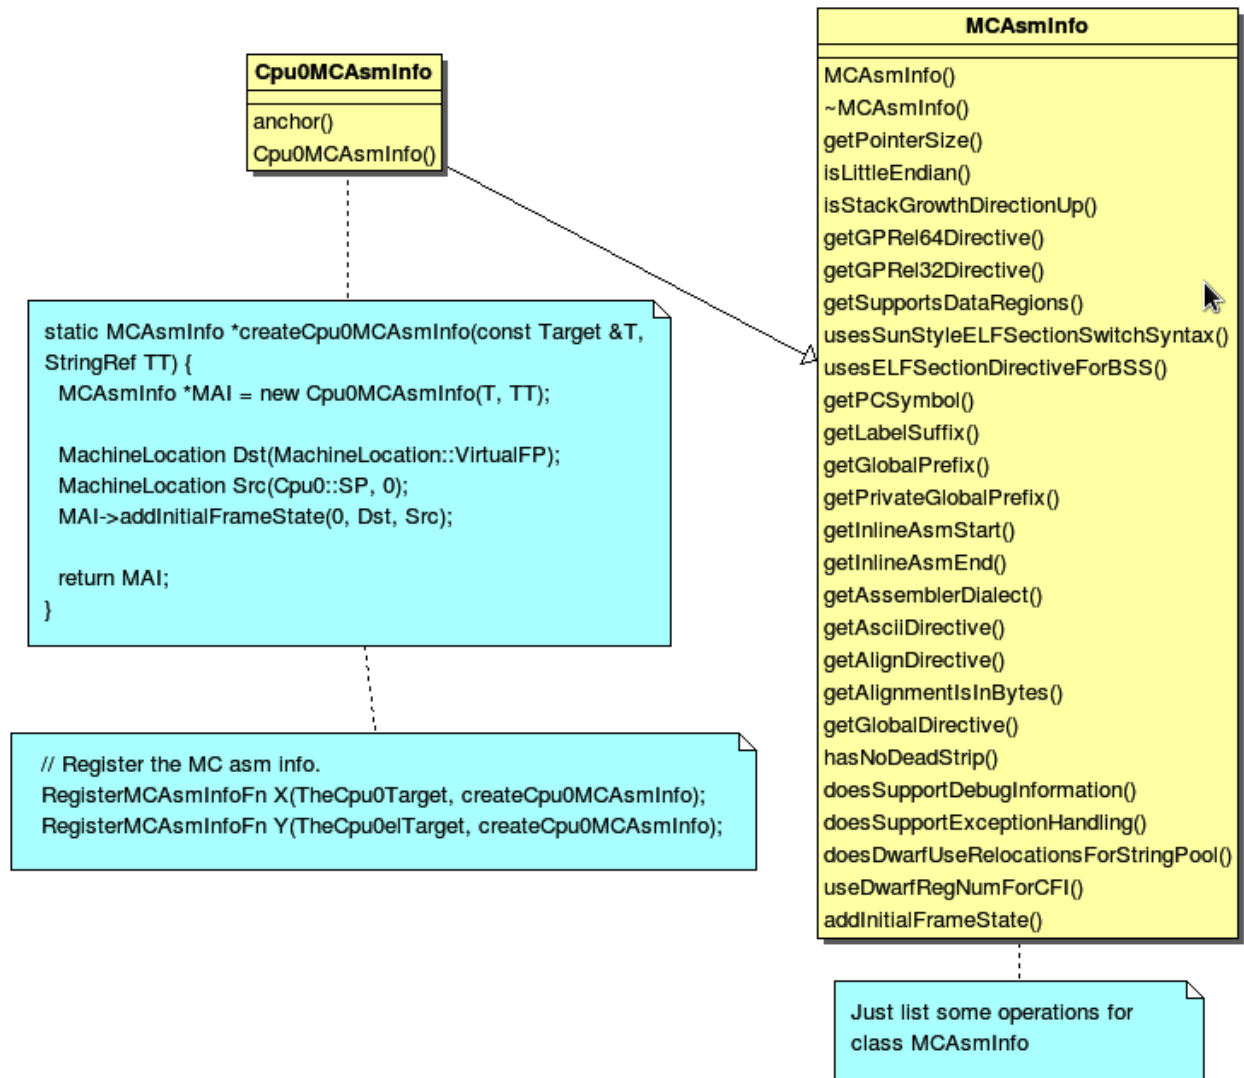 Cpu0MCAsmInfo
anchor()
Cpu0MCAsmInfo()
static MCAsmInfo *createCpu0MCAsmInfo(const Target &T,
StringRef TT) {
MCAsmInfo *MAI = new Cpu0MCAsmInfo(T, TT);
MachineLocation Dst(MachineLocation::VirtualFP);
MachineLocation Src(Cpu0::SP, 0);
MAI->addInitialFrameState(0, Dst, Src);
return MAI;
}
// Register the MC asm info.
RegisterMCAsmInfoFn X(TheCpu0Target, createCpu0MCAsmInfo);
RegisterMCAsmInfoFn Y(TheCpu0elTarget, createCpu0MCAsmInfo);
MCAsmInfo
MCAsmInfo()
~MCAsmInfo()
getPointerSize()
isLittleEndian()
isStackGrowthDirectionUp()
getGPRel64Directive()
getGPRel32Directive()
getSupportsDataRegions()
usesSunStyleELFSectionSwitchSyntax()
usesELFSectionDirectiveForBSS()
getPCSymbol()
getLabelSuffix()
getGlobalPrefix()
getPrivateGlobalPrefix()
getInlineAsmStart()
getInlineAsmEnd()
getAssemblerDialect()
getAsciiDirective()
getAlignDirective()
getAlignmentIsInBytes()
getGlobalDirective()
hasNoDeadStrip()
doesSupportDebugInformation()
doesSupportExceptionHandling()
doesDwarfUseRelocationsForStringPool()
useDwarfRegNumForCFI()
addInitialFrameState()
Just list some operations for
class MCAsmInfo